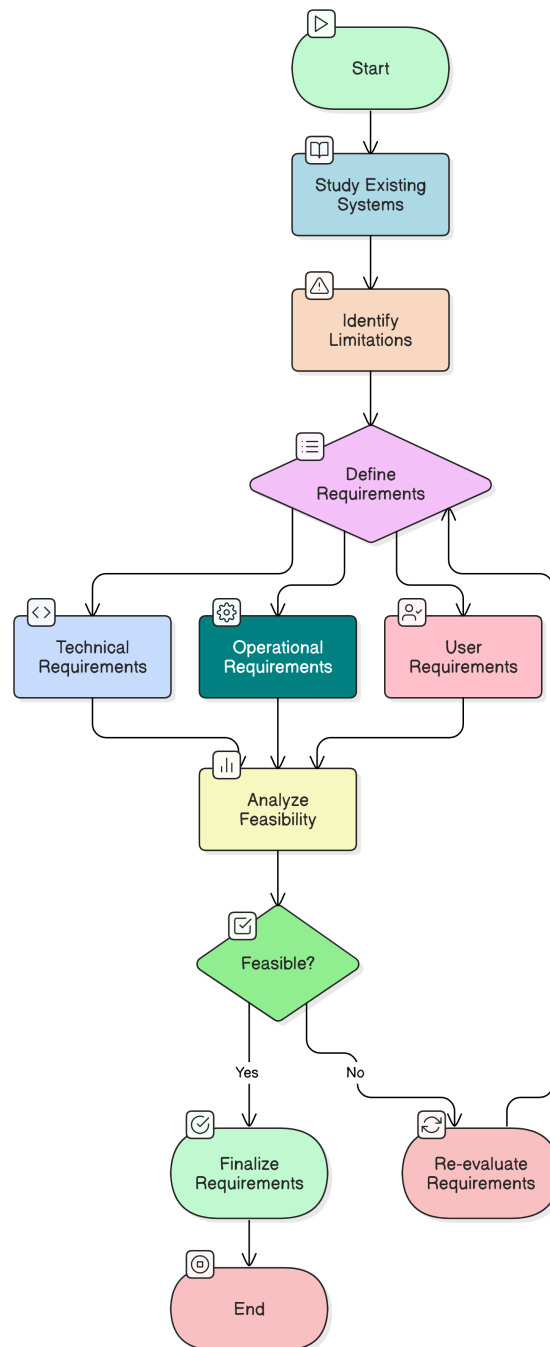 Start
Study Existing
Systems
Identify
Limitations
Define
Requirements
Technical
Requirements
Operational
Requirements
User
Requirements
Analyze
Feasibility
Feasible?
Yes
No
Finalize
Requirements
Re-evaluate
Requirements
End